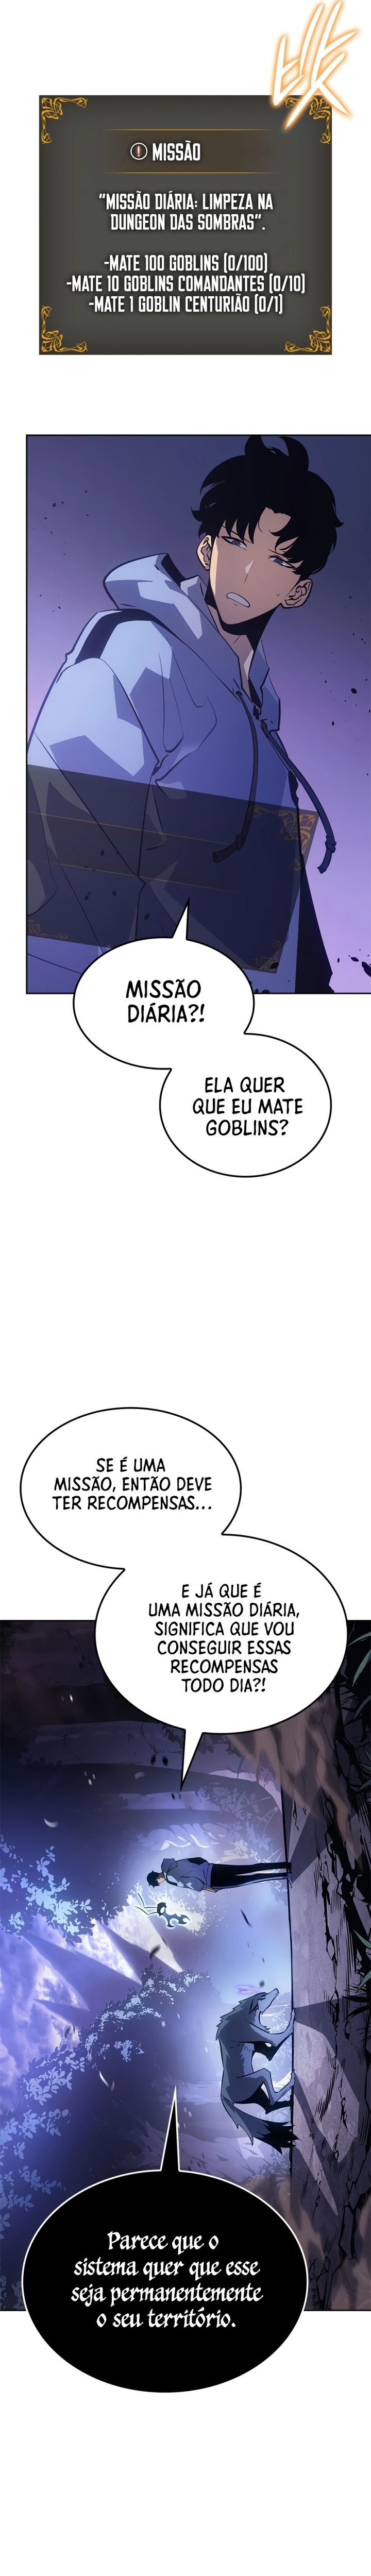 ! MISSÃO
"MISSÃO DIÁRIA: LIMPEZA NA
DUNGEON DAS SOMBRAS".
-MATE 100 GOBLINS (0/100)
-MATE 10 GOBLINS COMANDANTES (0/10)
-MATE 1 GOBLIN CENTURIÃO (0/1)
MISSÃO
DIÁRIA?!
ELA QUER
QUE EU MATE
GOBLINS?
SE É UMA
MISSÃO, ENTÃO DEVE
TER RECOMPENSAS...
E JÁ QUE É
UMA MISSÃO DIÁRIA,
SIGNIFICA QUE VOU
CONSEGUIR ESSAS
RECOMPENSAS
TODO DIA?!
Parece que o
sistema quer que esse
seja permanentemente
o seu território.